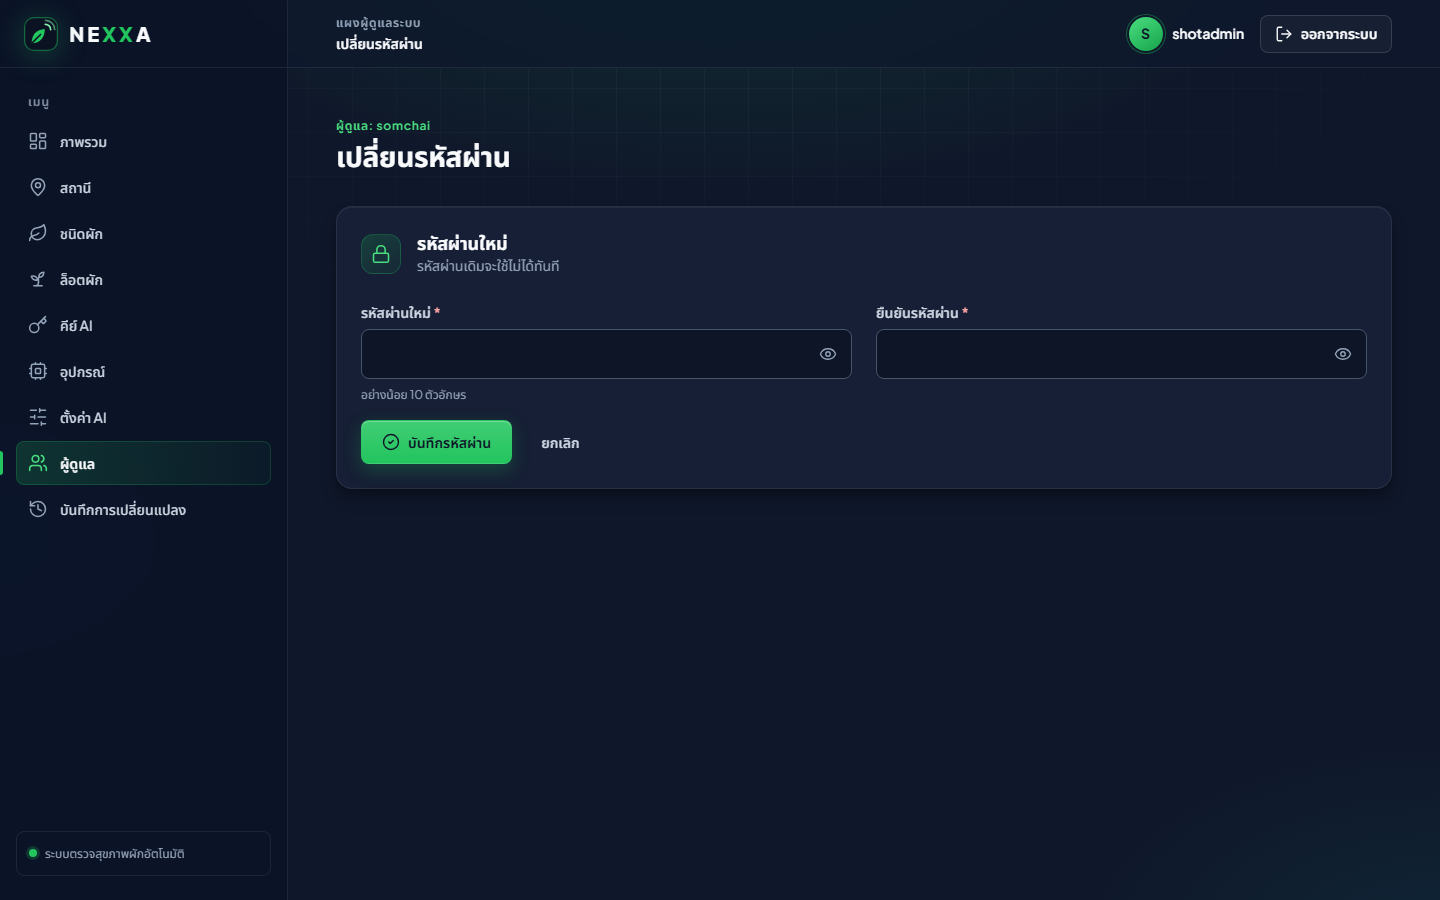 NEXXA
แผงผู้ดูแลระบบ
เปลี่ยนรหัสผ่าน
S
shotadmin
ออกจากระบบ
เมนู
ภาพรวม
สถานี
ชนิดผัก
ล็อตผัก
คีย์ AI
อุปกรณ์
ตั้งค่า AI
ผู้ดูแล
บันทึกการเปลี่ยนแปลง
ระบบตรวจสุขภาพผักอัตโนมัติ
ผู้ดูแล: somchai
เปลี่ยนรหัสผ่าน
รหัสผ่านใหม่
รหัสผ่านเดิมจะใช้ไม่ได้ทันที
รหัสผ่านใหม่ *
ยืนยันรหัสผ่าน *
อย่างน้อย 10 ตัวอักษร
บันทึกรหัสผ่าน
ยกเลิก